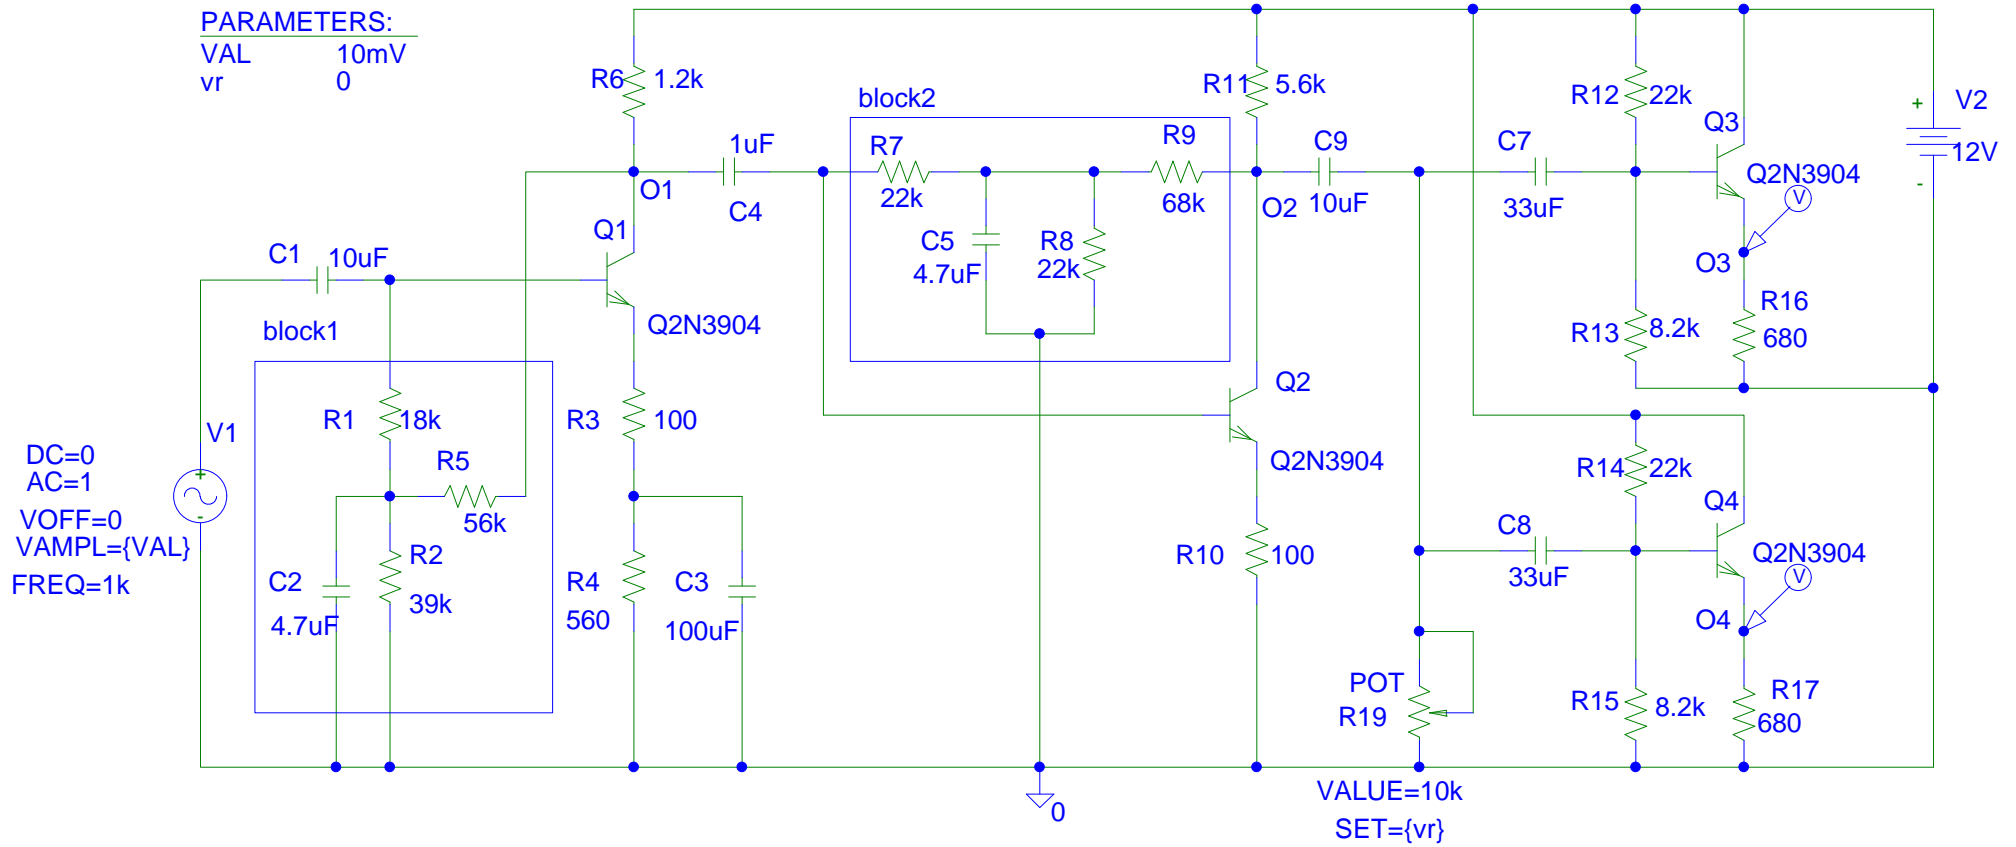 PARAMETERS:
VAL 10mV
vr 0
R6 1.2k
block2
R11 5.6k
R12 22k
Q3
+ V2
12V
-
1uF
C4
R7
22k
R9
68k
C9
10uF
C7
33uF
Q2N3904
V
O1
O2
C5
4.7uF
R8
22k
Q1
C1 10uF
Q2N3904
O3
R16
680
R13 8.2k
block1
Q2
Q2N3904
R1 18k
R3 100
V1
+
-
DC=0
AC=1
VOFF=0
VAMPL={VAL}
FREQ=1k
R5
56k
R14 22k
Q4
Q2N3904
V
C8
33uF
R10 100
C2
4.7uF
R2
39k
R4
560
C3
100uF
O4
POT
R19
R15 8.2k
R17
680
0
VALUE=10k
SET={vr}